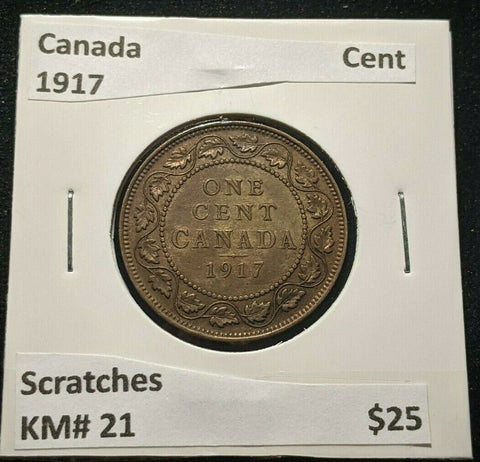 Canada Cent
1917
ONE
CENT
CANADA
1917
Scratches
KM# 21 $25